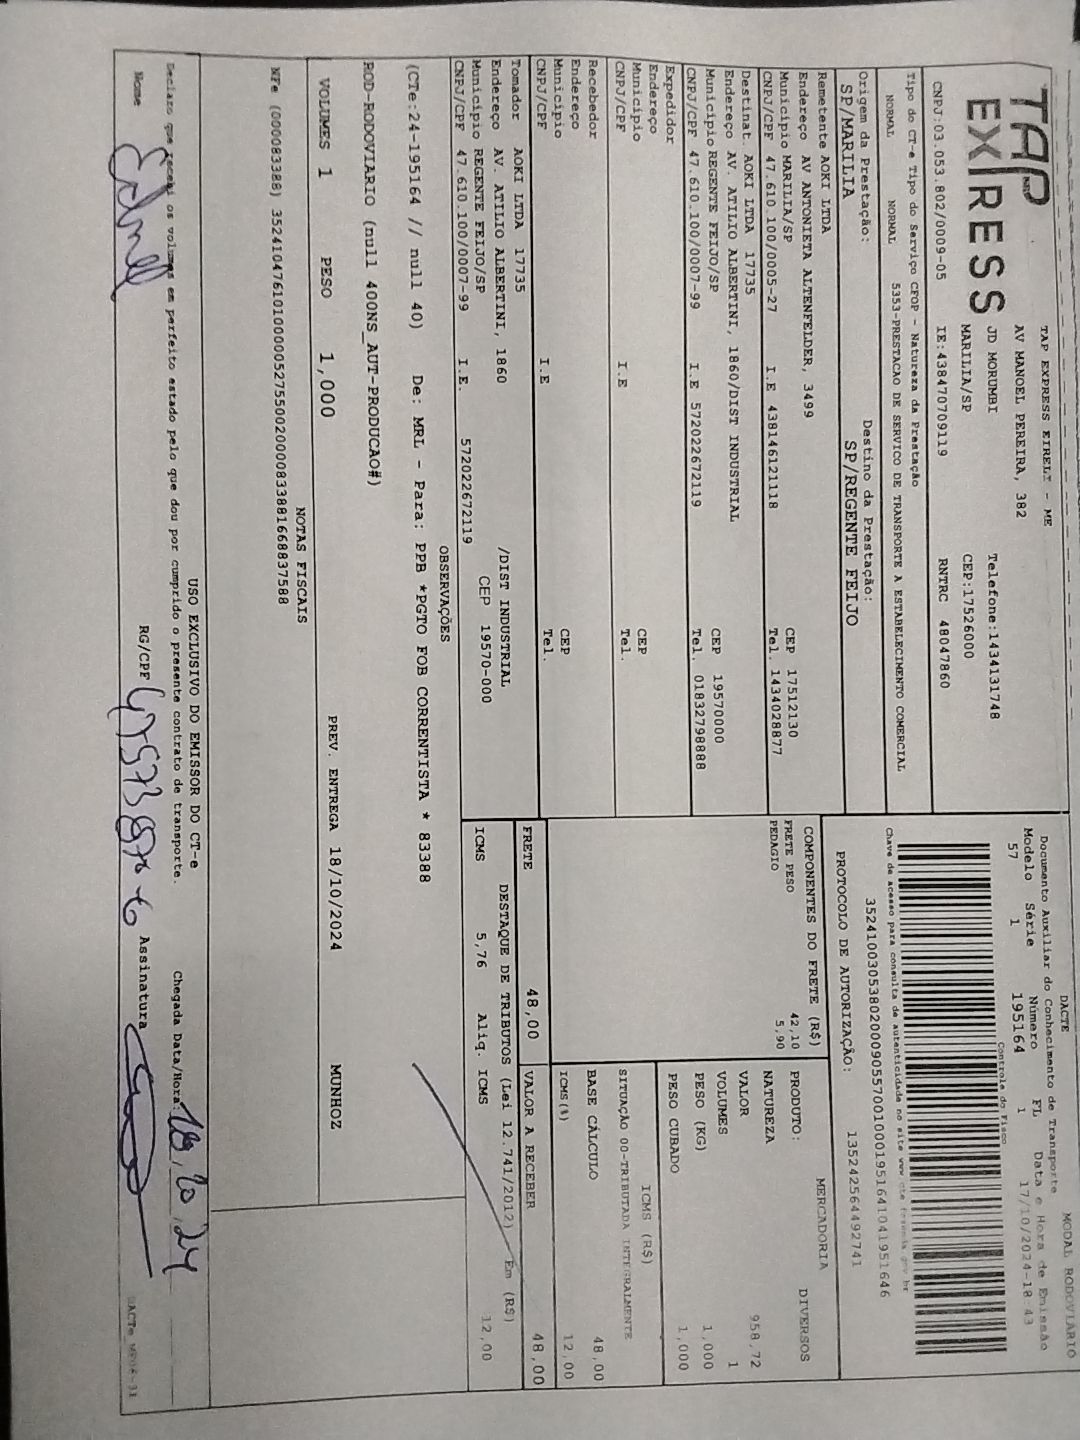 TAP EXPRESS
TAP EXPRESS EIRELI - ME
AV MANOEL PEREIRA, 382
JD MORUMBI Telefone:1434131748
MARILIA/SP CEP:17526000
CNPJ:03.053.802/0009-05 IE:438470709119 RNTRC 48047860
Tipo do CT-e Tipo do Serviço CFOP - Natureza da Prestação
NORMAL NORMAL 5353-PRESTACAO DE SERVICO DE TRANSPORTE A ESTABELECIMENTO COMERCIAL
Origem da Prestação: Destino da Prestação:
SP/MARILIA SP/REGENTE FEIJO
Remetente AOKI LTDA
Endereço AV ANTONIETA ALTENFELDER, 3499
Município MARILIA/SP CEP 17512130
CNPJ/CPF 47.610.100/0005-27 I.E 438146121118 Tel. 1434028877
Destinat. AOKI LTDA 17735
Endereço AV. ATILIO ALBERTINI, 1860/DIST INDUSTRIAL
Município REGENTE FEIJO/SP CEP 19570000
CNPJ/CPF 47.610.100/0007-99 I.E 572022672119 Tel. 01832798888
Expedidor
Endereço
Município CEP
CNPJ/CPF I.E Tel.
Recebedor
Endereço
Município CEP
CNPJ/CPF I.E Tel.
Tomador AOKI LTDA 17735
Endereço AV. ATILIO ALBERTINI, 1860 /DIST INDUSTRIAL
Município REGENTE FEIJO/SP CEP 19570-000
CNPJ/CPF 47.610.100/0007-99 I.E. 572022672119
MODAL RODOVIARIO
DACTE
Documento Auxiliar do Conhecimento de Transporte
Modelo Série Número FL Data e Hora de Emissão
57 1 195164 1 17/10/2024-18 43
Controle do Fisco
Chave de acesso para consulta de autenticidade no site www cte fazenda gov br
35241003053802000905570010001951641041951646
PROTOCOLO DE AUTORIZAÇÃO: 135242564492741
COMPONENTES DO FRETE (R$)
FRETE PESO 42,10
PEDAGIO 5,90
MERCADORIA
PRODUTO: DIVERSOS
NATUREZA
VALOR 958,72
VOLUMES 1
PESO (KG) 1,000
PESO CUBADO 1,000
ICMS (R$)
SITUAÇÃO 00-TRIBUTADA INTEGRALMENTE
BASE CÁLCULO 48,00
ICMS(%) 12,00
FRETE 48,00 VALOR A RECEBER 48,00
DESTAQUE DE TRIBUTOS (Lei 12.741/2012) - Em (R$)
ICMS 5,76 Aliq. ICMS 12,00
OBSERVAÇÕES
(CTe:24-195164 // null 40) De: MRL - Para: PPB *PGTO FOB CORRENTISTA * 83388
ROD-RODOVIARIO (null 400NS_AUT-PRODUCAO#)
VOLUMES 1 PESO 1,000 PREV. ENTREGA 18/10/2024 MUNHOZ
NOTAS FISCAIS
NFe (000083388) 35241047610100000527550020000833881668837588
USO EXCLUSIVO DO EMISSOR DO CT-e
Declaro que recebi os volumes em perfeito estado pelo que dou por cumprido o presente contrato de transporte. Chegada Data/Hora: 18,10,24
Nome RG/CPF Assinatura